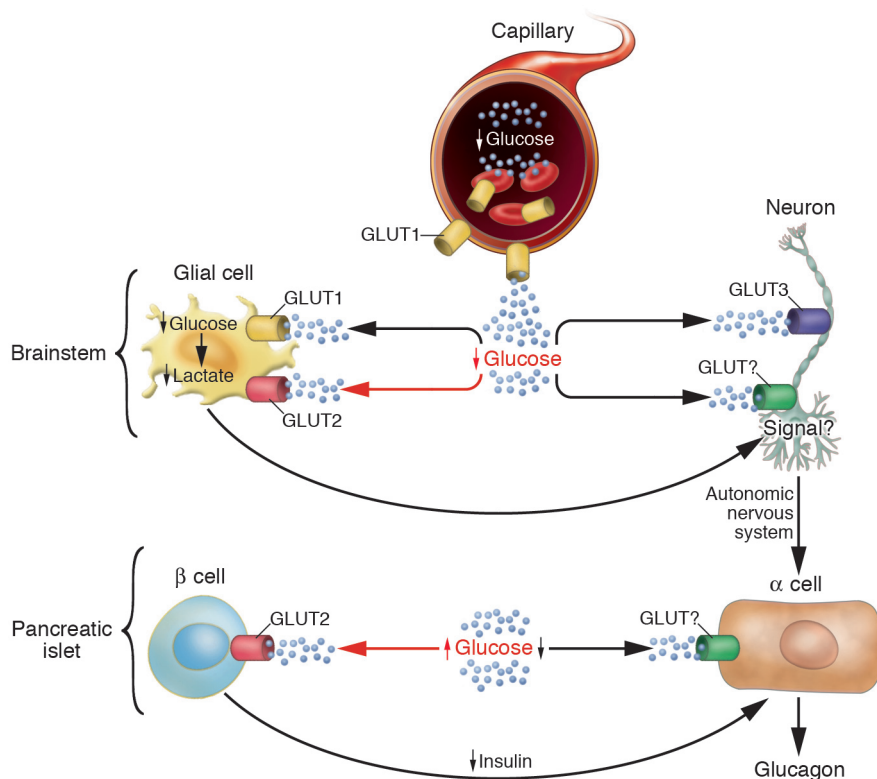 Capillary
↓ Glucose
GLUT1
Neuron
Glial cell
GLUT1
GLUT3
↓ Glucose
Brainstem
↓ Lactate
↓ Glucose
GLUT?
GLUT2
Signal?
Autonomic
nervous
system
β cell
α cell
GLUT2
GLUT?
Pancreatic
islet
↑ Glucose ↓
↓ Insulin
Glucagon